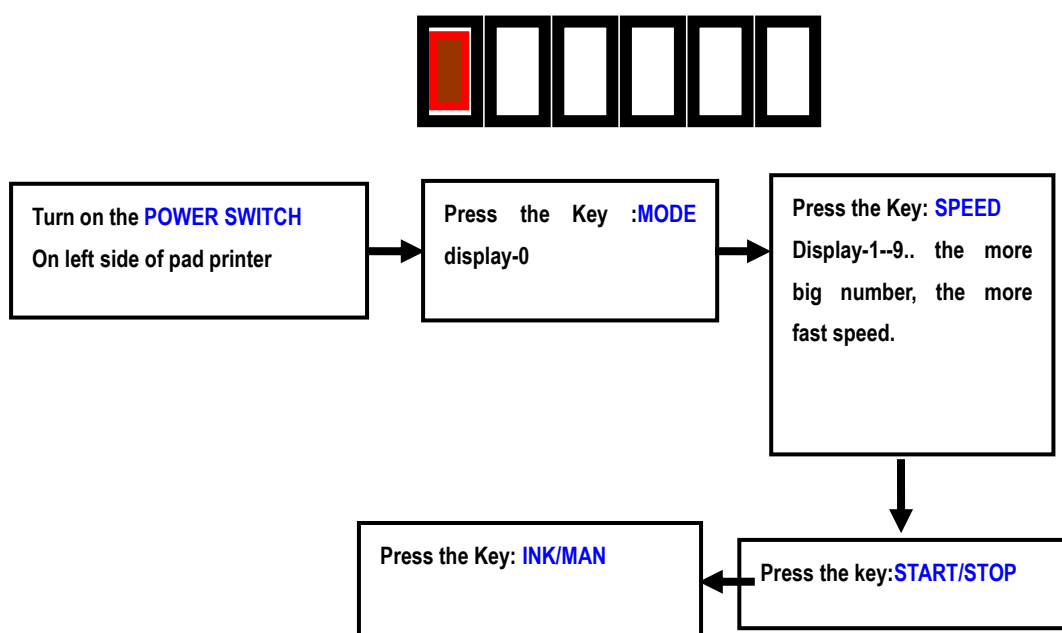 Turn on the POWER SWITCH
On left side of pad printer
Press the Key :MODE
display-0
Press the Key: SPEED
Display-1--9.. the more
big number, the more
fast speed.
Press the key:START/STOP
Press the Key: INK/MAN